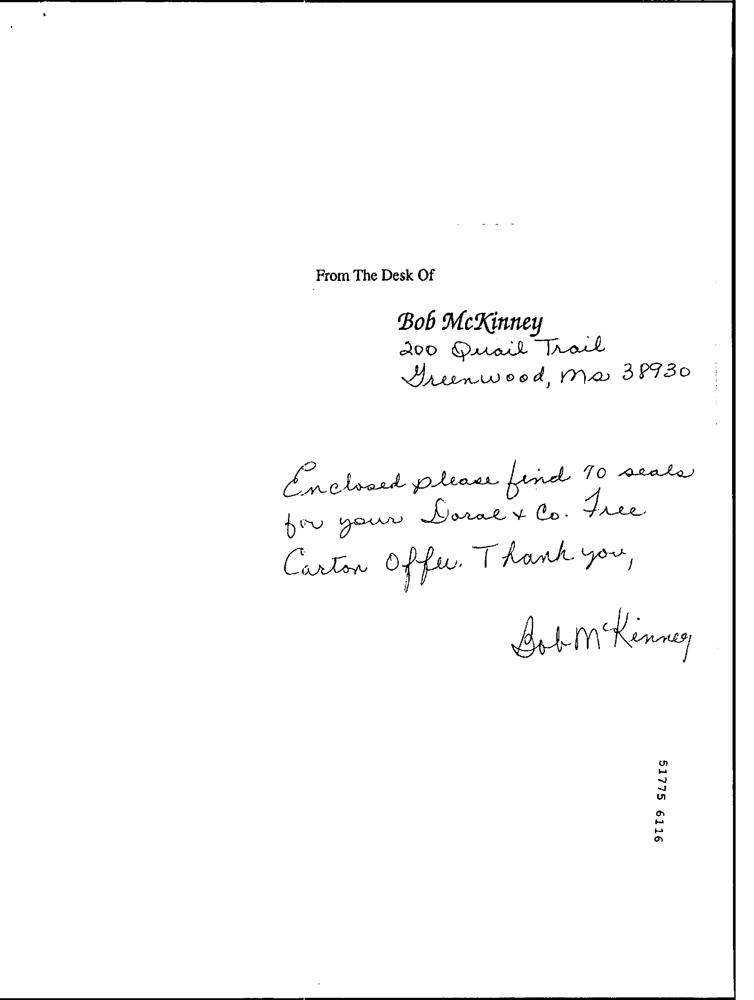 From The Desk Of
Bob McKinney
200 Quail Trail
Greenwood, Ms 38930
Enclosed please find 70 seals
for your Doral & Co. Free
Carton Offer. Thank you,
Bob McKinney
51775 6116